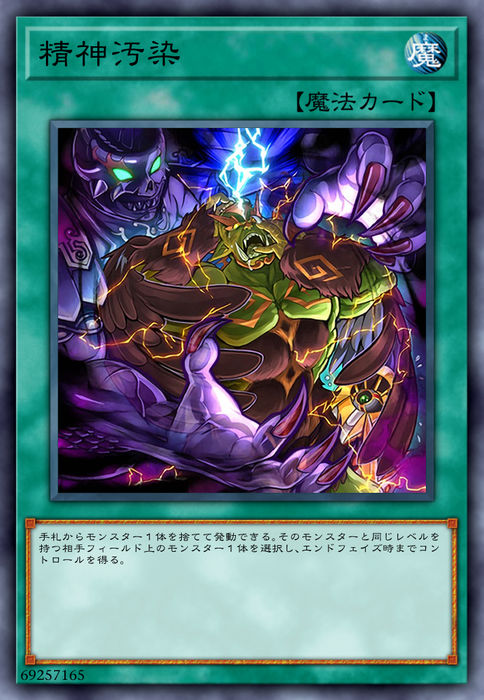 精神汚染
魔
【魔法カード】
手札からモンスター１体を捨てて発動できる。そのモンスターと同じレベルを
持つ相手フィールド上のモンスター１体を選択し、エンドフェイズ時までコント
ロールを得る。
69257165